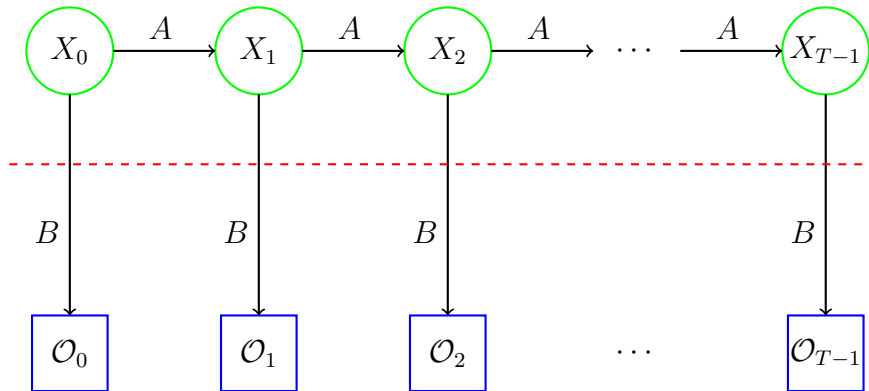 A A A A
X₀ X₁ X₂ ⋯ X_{T−1}
B B B B
𝒪₀ 𝒪₁ 𝒪₂ ⋯ 𝒪_{T−1}